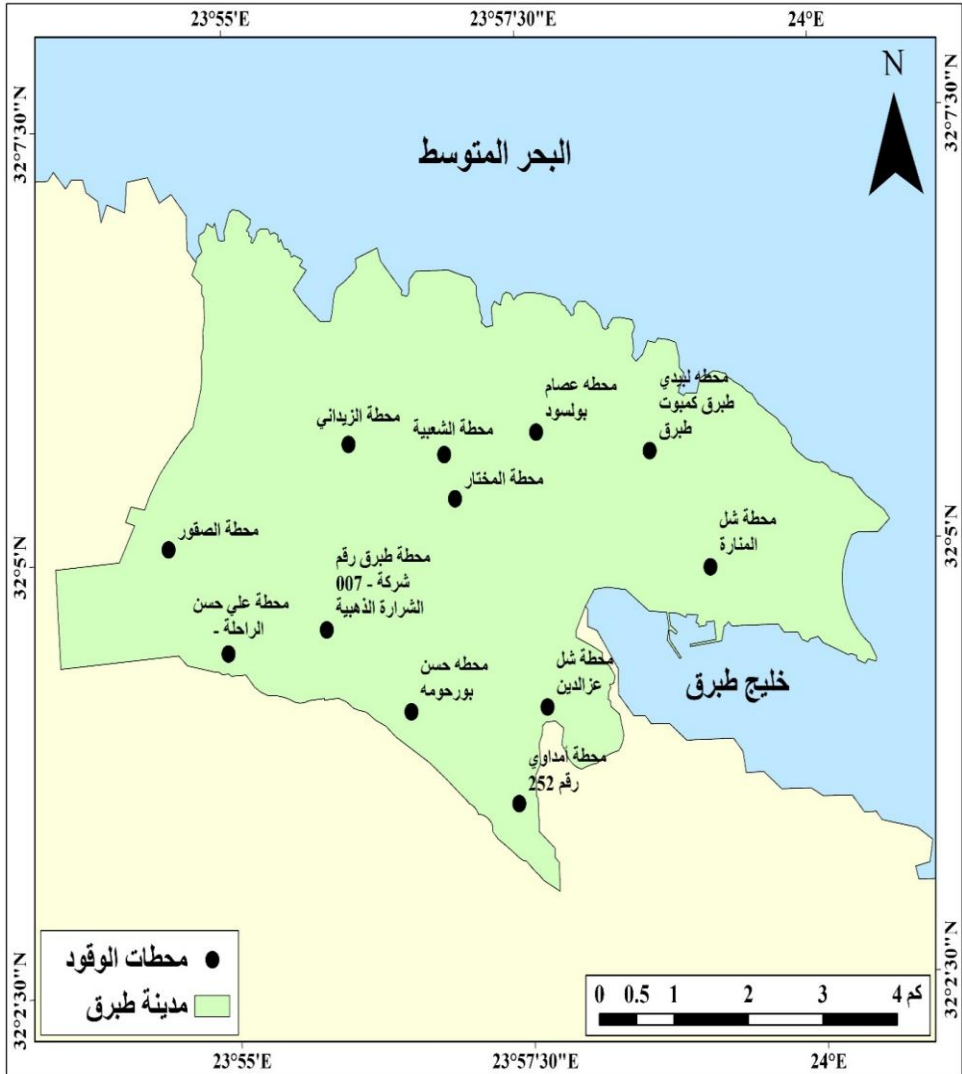 23°55'E
23°57'30"E
24°E
N
32°7'30"N
32°7'30"N
البحر المتوسط
محطه لبيدي
طبرق كمبوت
طبرق
محطه عصام
بولسود
محطة الزيداني
محطة الشعبية
محطة المختار
محطة شل
المنارة
محطة الصقور
محطة طبرق رقم
007 - شركة
الشرارة الذهبية
32°5'N
32°5'N
محطة علي حسن
الراحلة -
محطه حسن
بورحومه
محطة شل
عزالدين
خليج طبرق
محطة أمداوي
رقم 252
محطات الوقود
مدينة طبرق
0 0.5 1 2 3 4 كم
32°2'30"N
32°2'30"N
23°55'E
23°57'30"E
24°E